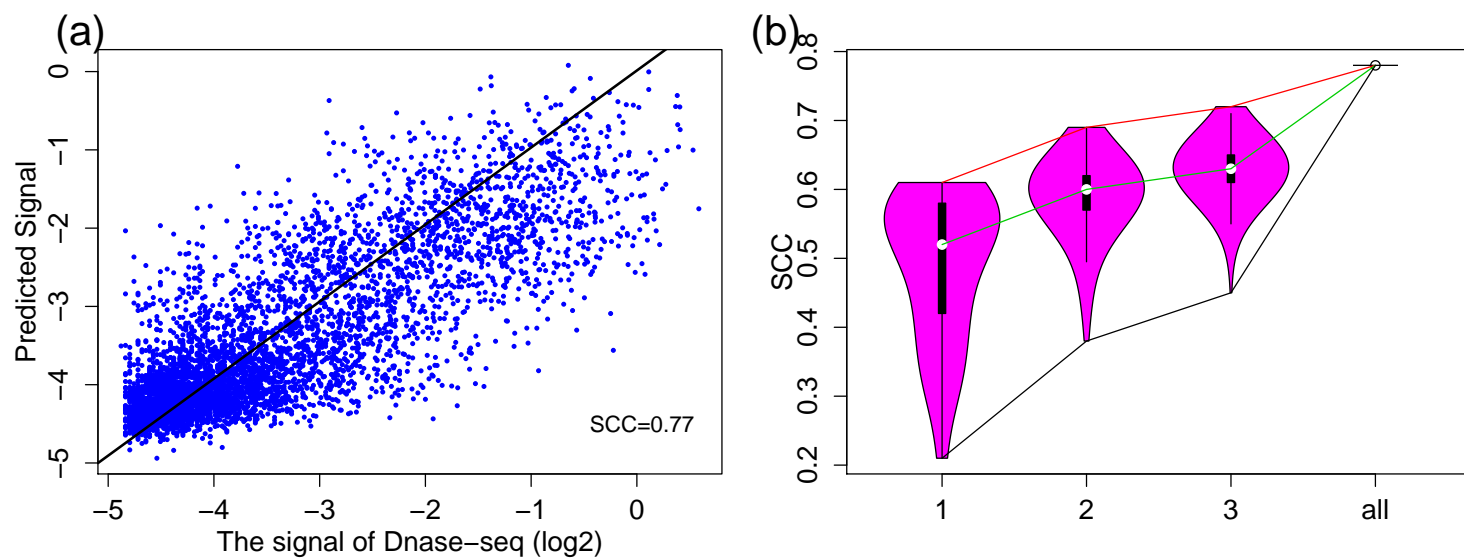 (a)
Predicted Signal
0
−1
−2
−3
−4
−5
SCC=0.77
−5 −4 −3 −2 −1 0
The signal of Dnase−seq (log2)
(b)
SCC
0.8
0.7
0.6
0.5
0.4
0.3
0.2
1 2 3 all